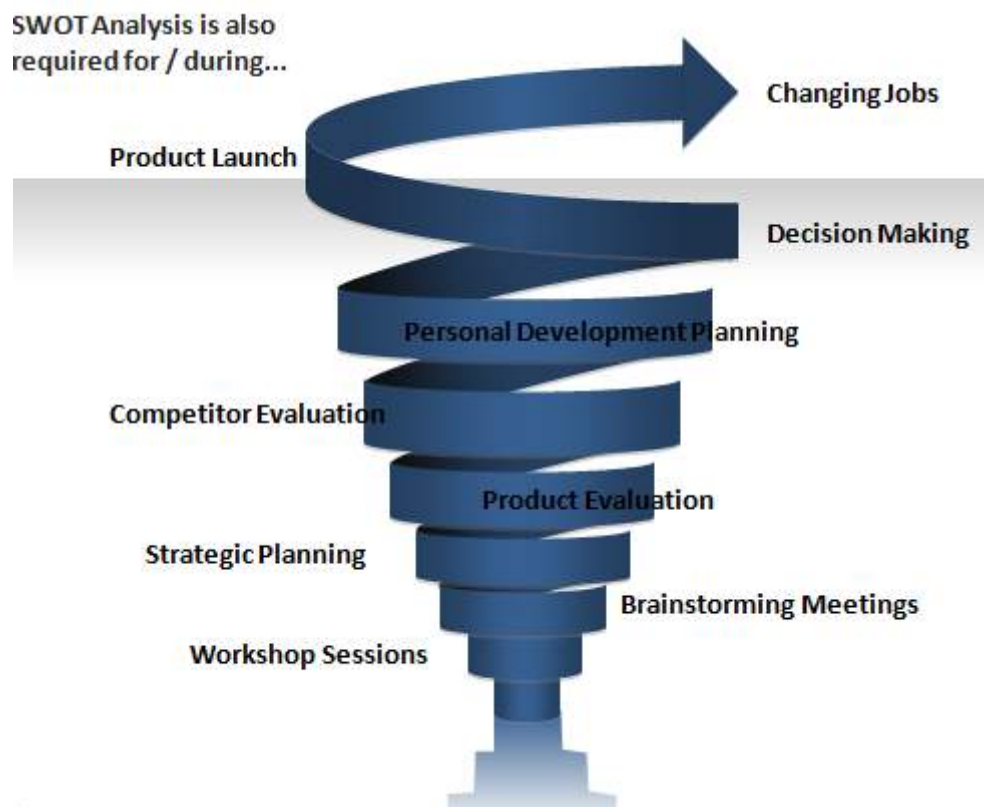 SWOT Analysis is also
required for / during...
Changing Jobs
Product Launch
Decision Making
Personal Development Planning
Competitor Evaluation
Product Evaluation
Strategic Planning
Brainstorming Meetings
Workshop Sessions